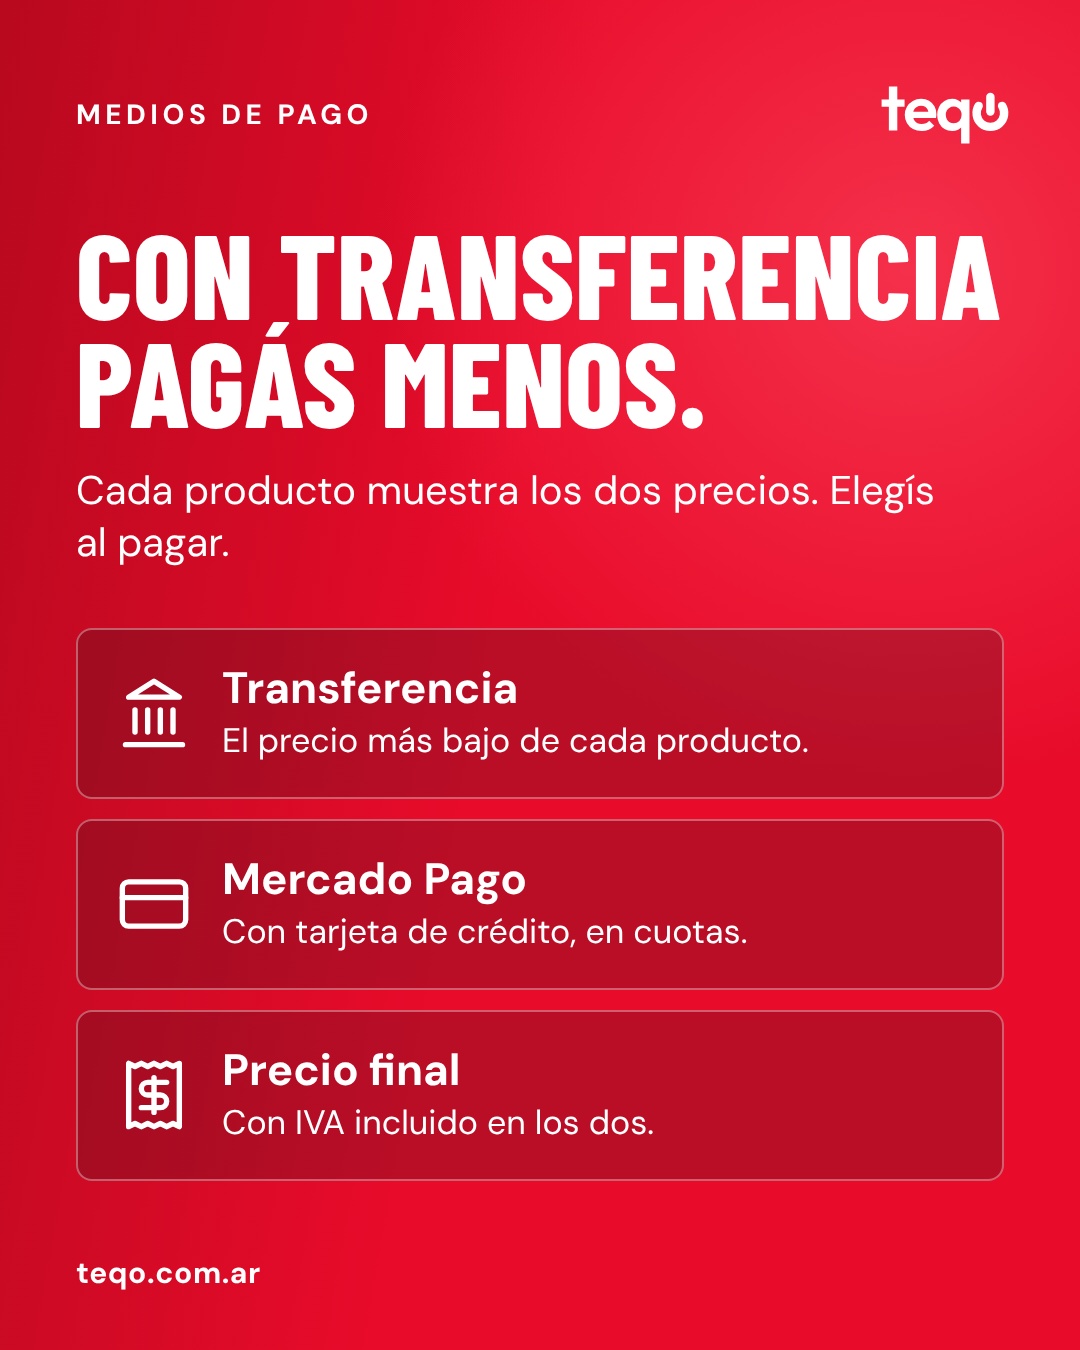 MEDIOS DE PAGO
teqo
CON TRANSFERENCIA
PAGÁS MENOS.
Cada producto muestra los dos precios. Elegís
al pagar.
Transferencia
El precio más bajo de cada producto.
Mercado Pago
Con tarjeta de crédito, en cuotas.
Precio final
Con IVA incluido en los dos.
teqo.com.ar